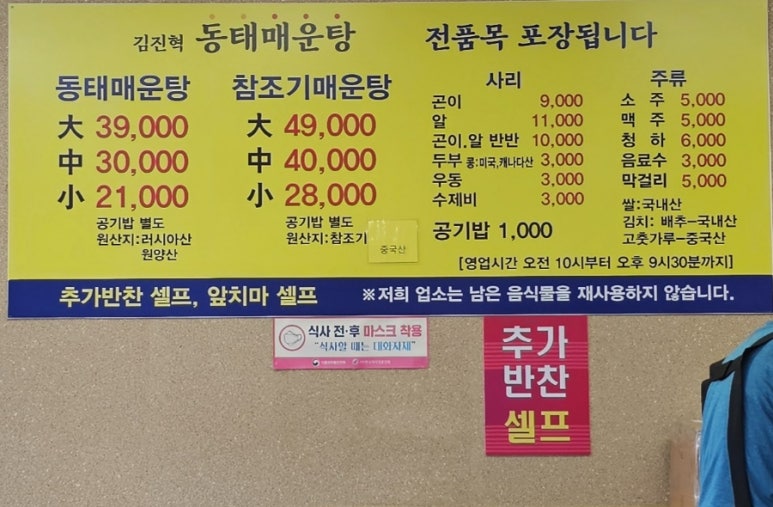 김진혁 동태매운탕 전품목 포장됩니다
동태매운탕
大 39,000
中 30,000
小 21,000
공기밥 별도
원산지:러시아산
원양산
참조기매운탕
大 49,000
中 40,000
小 28,000
공기밥 별도
원산지:참조기
중국산
사리
곤이 9,000
알 11,000
곤이.알 반반 10,000
두부 콩:미국,캐나다산 3,000
우동 3,000
수제비 3,000
공기밥 1,000
주류
소주 5,000
맥주 5,000
청하 6,000
음료수 3,000
막걸리 5,000
쌀:국내산
김치: 배추-국내산
고춧가루-중국산
[영업시간 오전 10시부터 오후 9시30분까지]
추가반찬 셀프, 앞치마 셀프 ※저희 업소는 남은 음식물을 재사용하지 않습니다.
식사 전·후 마스크 착용
"식사할 때는 대화자제"
추가
반찬
셀프